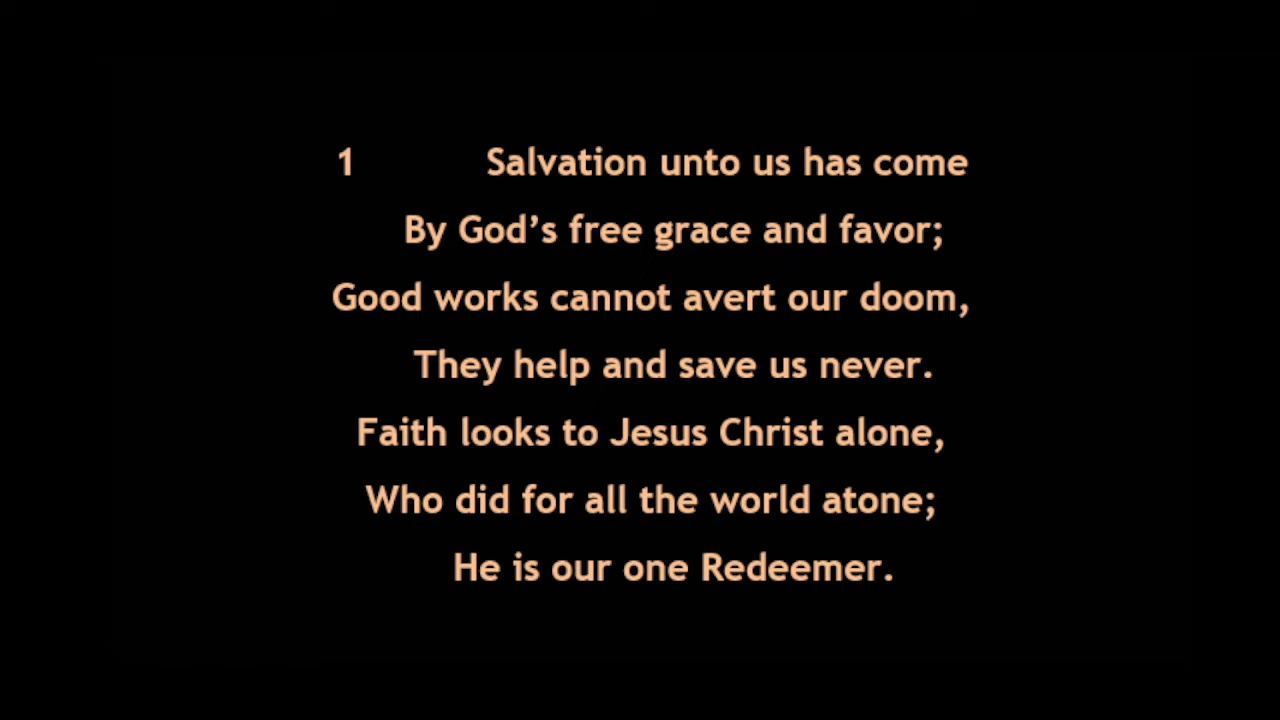 1 Salvation unto us has come
By God’s free grace and favor;
Good works cannot avert our doom,
They help and save us never.
Faith looks to Jesus Christ alone,
Who did for all the world atone;
He is our one Redeemer.